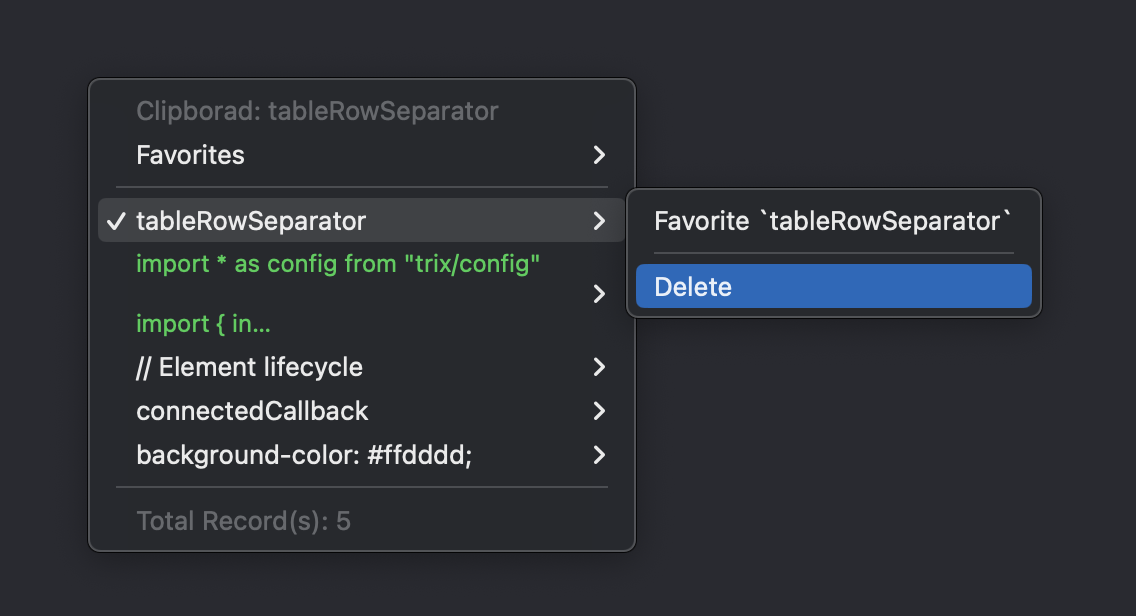 Clipborad: tableRowSeparator
Favorites
✓ tableRowSeparator
Favorite `tableRowSeparator`
import * as config from "trix/config"
Delete
import { in...
// Element lifecycle
connectedCallback
background-color: #ffdddd;
Total Record(s): 5